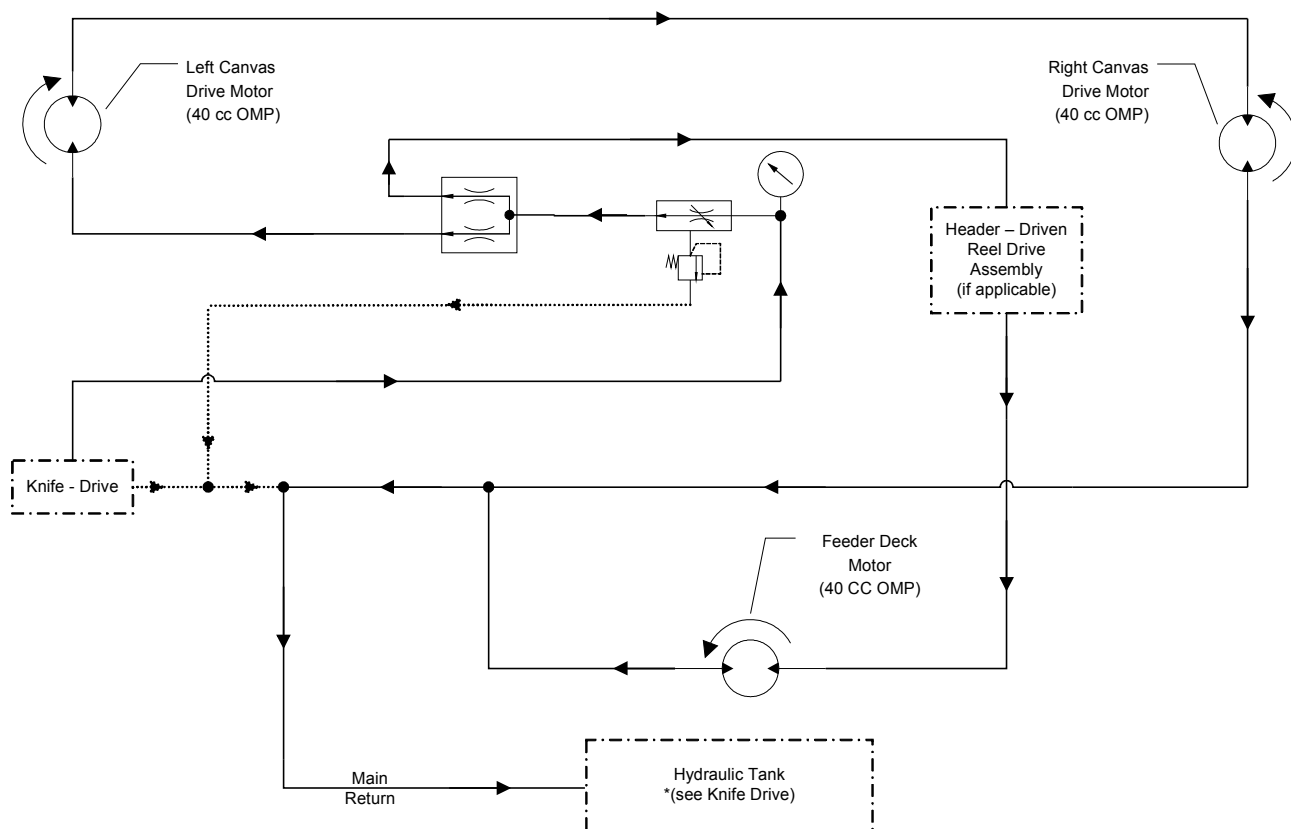 Left Canvas
Drive Motor
(40 cc OMP)
Right Canvas
Drive Motor
(40 cc OMP)
Header – Driven
Reel Drive
Assembly
(if applicable)
Knife - Drive
Feeder Deck
Motor
(40 CC OMP)
Main
Return
Hydraulic Tank
*(see Knife Drive)